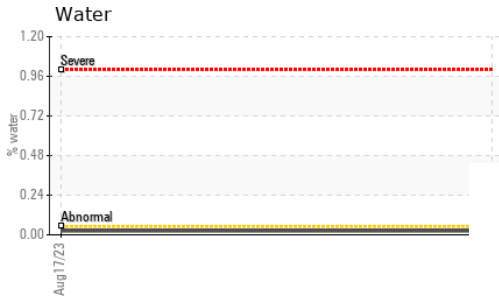 Water
1.20
Severe
0.96
0.72
% water
0.48
0.24
Abnormal
0.00
Aug17/23